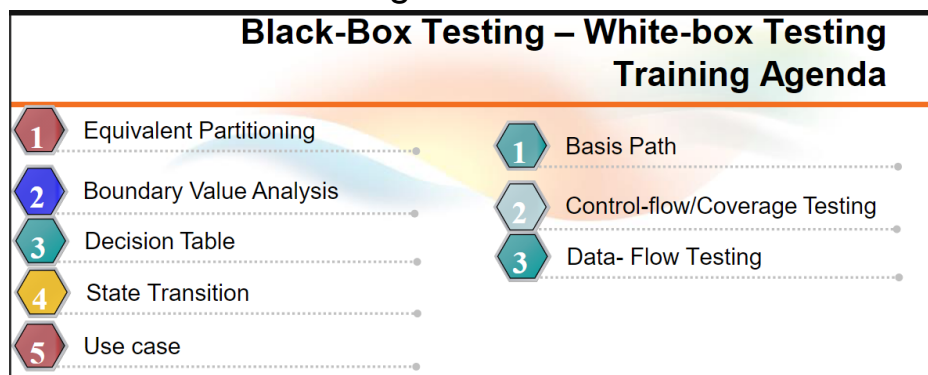 Black-Box Testing – White-box Testing
Training Agenda
1 Equivalent Partitioning
2 Boundary Value Analysis
3 Decision Table
4 State Transition
5 Use case
1 Basis Path
2 Control-flow/Coverage Testing
3 Data- Flow Testing